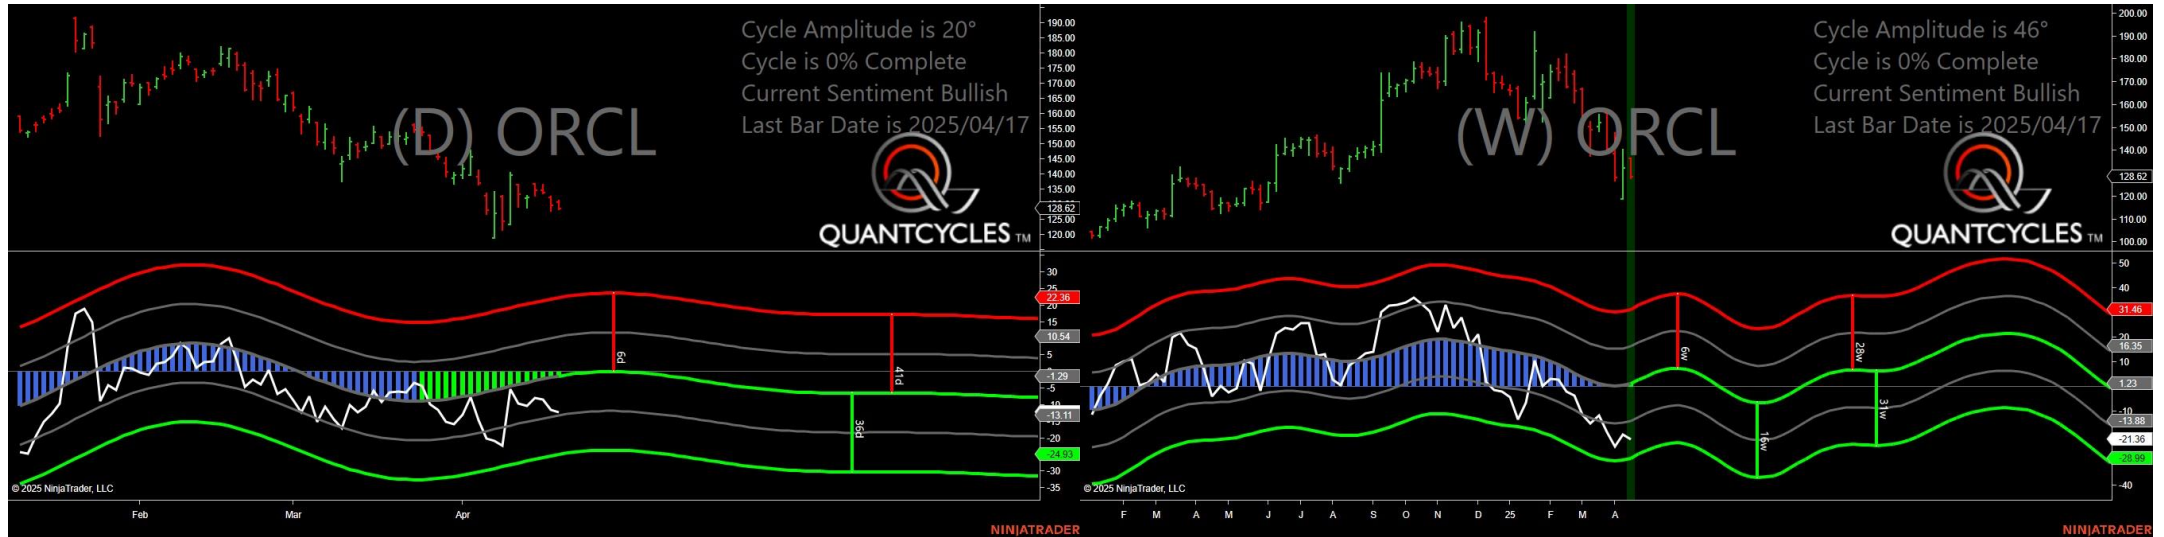 Cycle Amplitude is 20°
Cycle is 0% Complete
Current Sentiment Bullish
Last Bar Date is 2025/04/17
(D) ORCL
QUANTCYCLES TM
190.00
185.00
180.00
175.00
170.00
165.00
160.00
155.00
150.00
145.00
140.00
135.00
128.62
125.00
120.00
30
25
22.36
20
15
10.54
5
-1.29
-5
-13.11
-20
-24.93
-30
-35
6d
36d
41d
© 2025 NinjaTrader, LLC
Feb Mar Apr
NINJATRADER
Cycle Amplitude is 46°
Cycle is 0% Complete
Current Sentiment Bullish
Last Bar Date is 2025/04/17
(W) ORCL
QUANTCYCLES TM
200.00
190.00
180.00
170.00
160.00
150.00
140.00
128.62
120.00
110.00
100.00
50
40
31.46
20
16.35
10
1.23
-10
-13.88
-21.36
-28.99
-40
6w
16w
28w
31w
© 2025 NinjaTrader, LLC
F M A M J J A S O N D 25 F M A
NINJATRADER